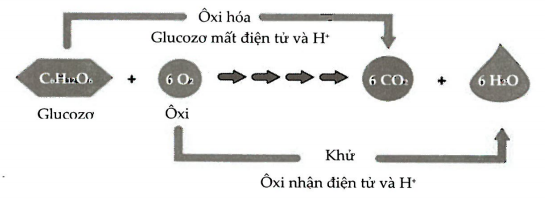 Ôxi hóa
Glucozơ mất điện tử và H⁺
C₆H₁₂O₆ + 6 O₂ 6 CO₂ + 6 H₂O
Glucozơ Ôxi
Khử
Ôxi nhận điện tử và H⁺